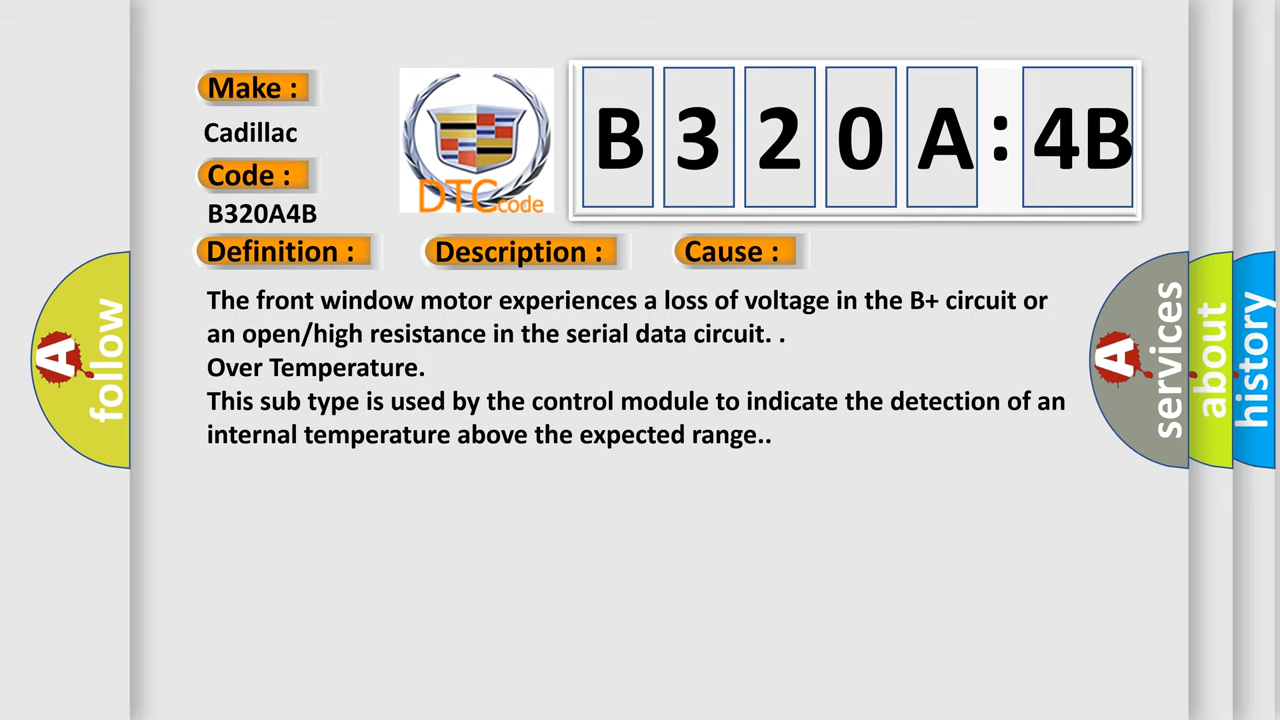 Make :
Cadillac
Code :
B320A4B
DTC code
B 3 2 0 A : 4B
Definition :
Description :
Cause :
The front window motor experiences a loss of voltage in the B+ circuit or
an open/high resistance in the serial data circuit. .
Over Temperature.
This sub type is used by the control module to indicate the detection of an
internal temperature above the expected range..
A follow
A services
about
history